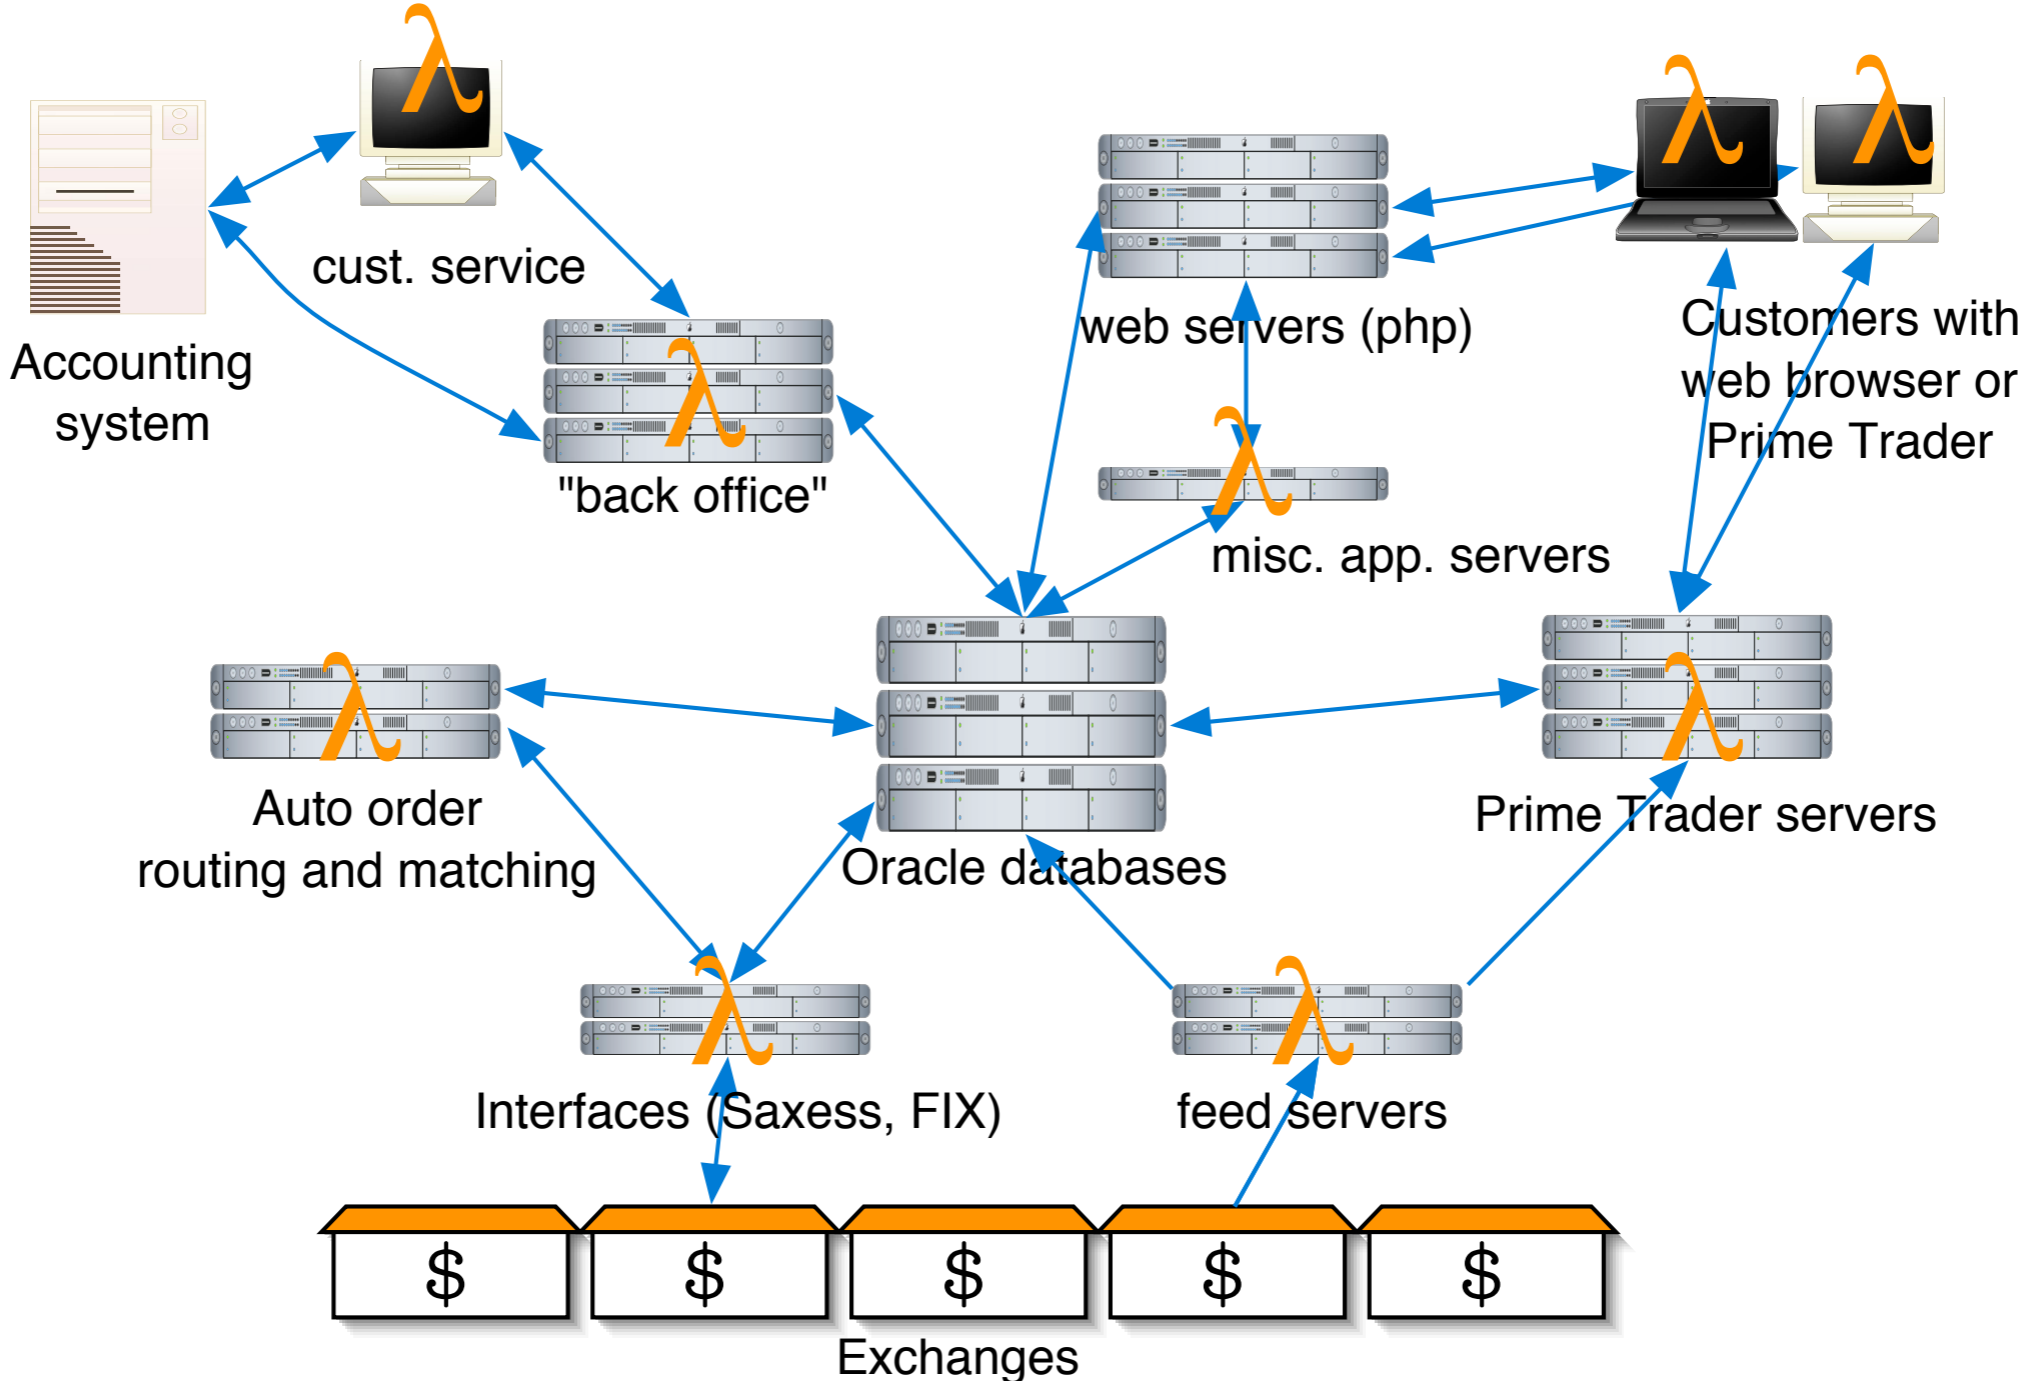 λ
λ
λ
cust. service
web servers (php)
Customers with
web browser or
Prime Trader
Accounting
system
λ
"back office"
λ
misc. app. servers
λ
Auto order
routing and matching
Oracle databases
λ
Prime Trader servers
λ
Interfaces (Saxess, FIX)
λ
feed servers
$ $ $ $ $
Exchanges